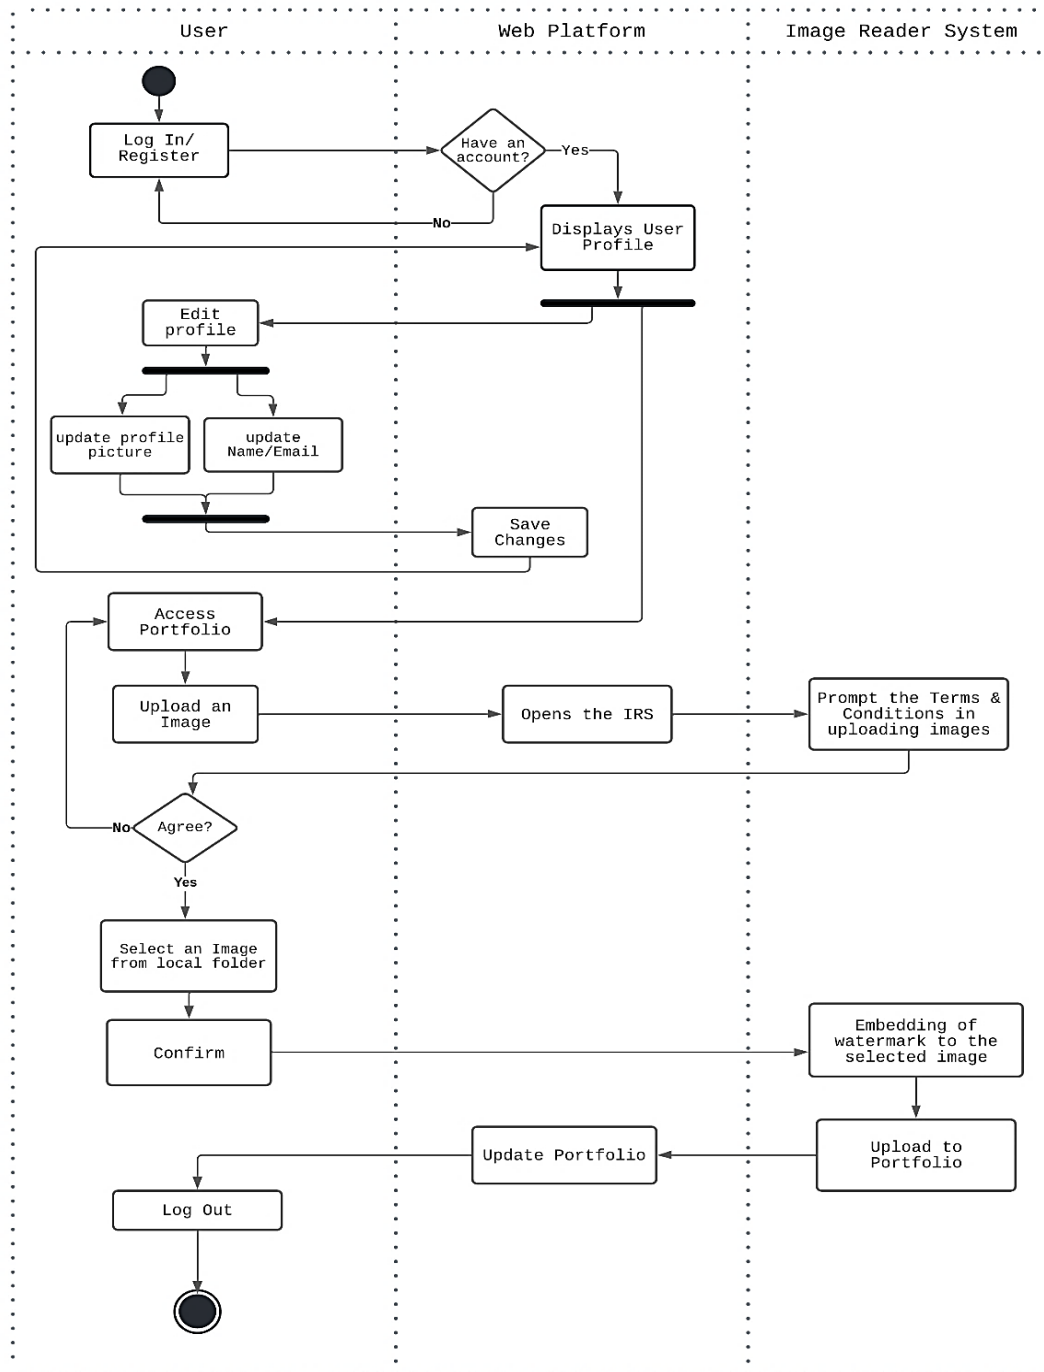 User
Web Platform
Image Reader System
Log In/
Register
Have an
account?
Yes
No
Displays User
Profile
Edit
profile
update profile
picture
update
Name/Email
Save
Changes
Access
Portfolio
Upload an
Image
Opens the IRS
Prompt the Terms &
Conditions in
uploading images
Agree?
No
Yes
Select an Image
from local folder
Confirm
Embedding of
watermark to the
selected image
Upload to
Portfolio
Update Portfolio
Log Out